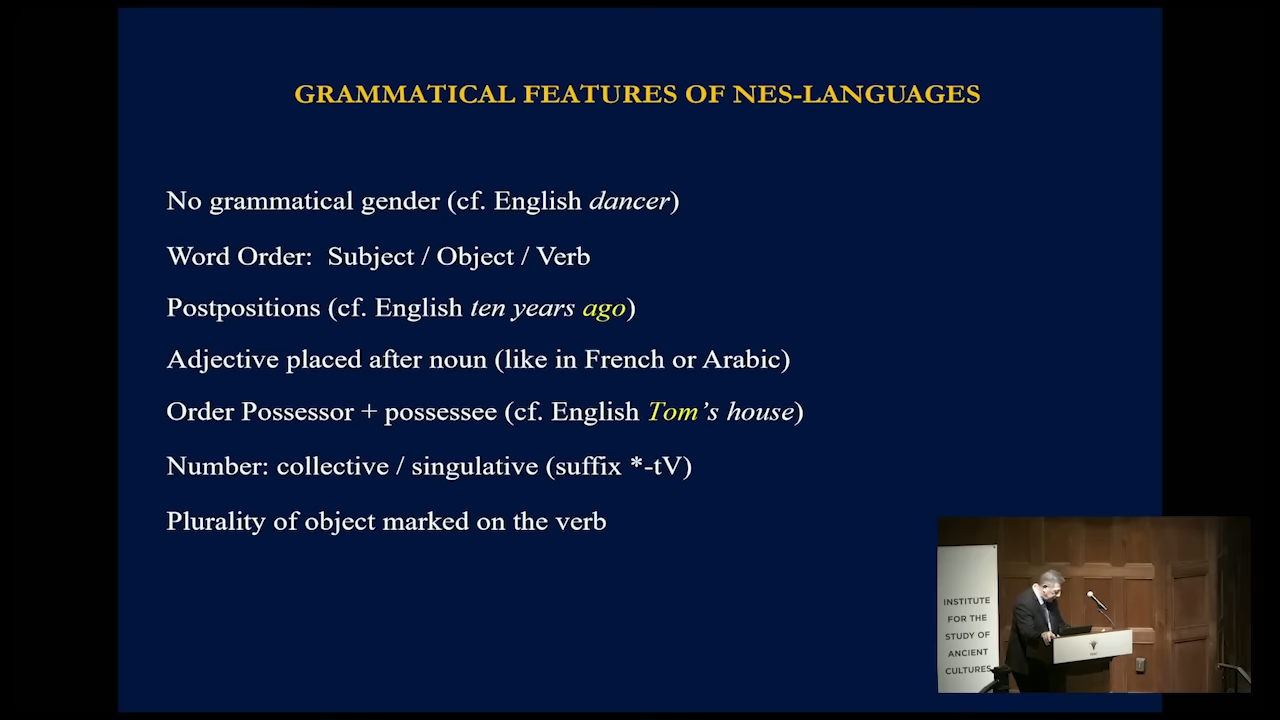 GRAMMATICAL FEATURES OF NES-LANGUAGES
No grammatical gender (cf. English dancer)
Word Order: Subject / Object / Verb
Postpositions (cf. English ten years ago)
Adjective placed after noun (like in French or Arabic)
Order Possessor + possessee (cf. English Tom’s house)
Number: collective / singulative (suffix *-tV)
Plurality of object marked on the verb
INSTITUTE
FOR THE
STUDY OF
ANCIENT
CULTURES